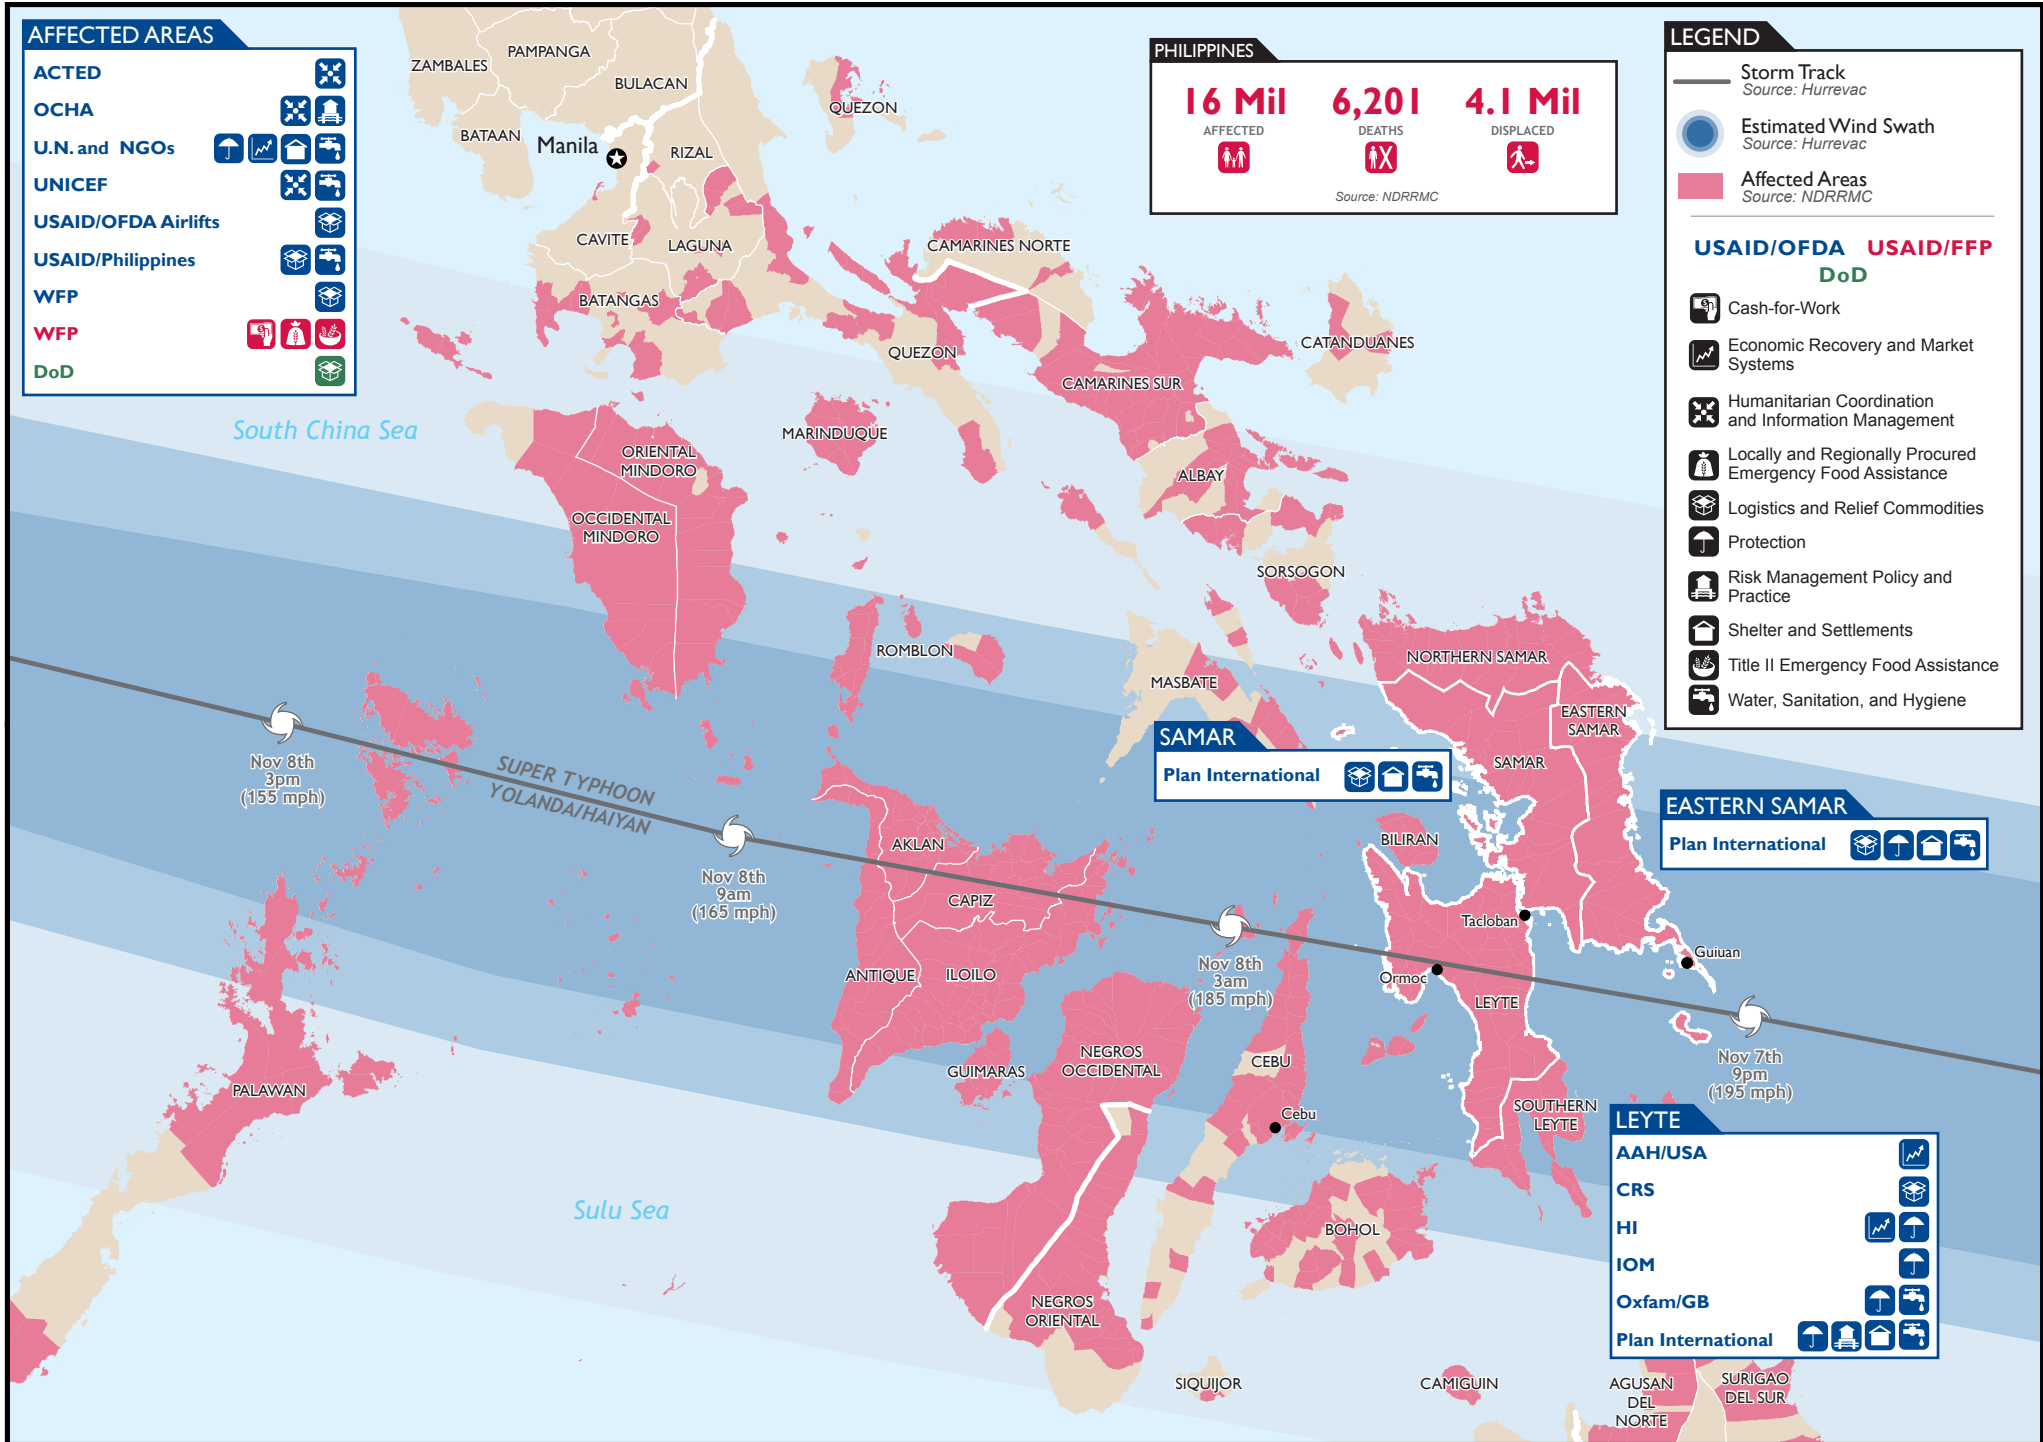 AFFECTED AREAS
ACTED
OCHA
U.N. and NGOs
UNICEF
USAID/OFDA Airlifts
USAID/Philippines
WFP
WFP
DoD
PHILIPPINES
16 Mil
AFFECTED
6,201
DEATHS
4.1 Mil
DISPLACED
Source: NDRRMC
LEGEND
Storm Track
Source: Hurrevac
Estimated Wind Swath
Source: Hurrevac
Affected Areas
Source: NDRRMC
USAID/OFDA USAID/FFP
DoD
Cash-for-Work
Economic Recovery and Market
Systems
Humanitarian Coordination
and Information Management
Locally and Regionally Procured
Emergency Food Assistance
Logistics and Relief Commodities
Protection
Risk Management Policy and
Practice
Shelter and Settlements
Title II Emergency Food Assistance
Water, Sanitation, and Hygiene
ZAMBALES
PAMPANGA
BULACAN
BATAAN
Manila
RIZAL
QUEZON
CAVITE
LAGUNA
BATANGAS
CAMARINES NORTE
QUEZON
CATANDUANES
CAMARINES SUR
South China Sea
MARINDUQUE
ORIENTAL
MINDORO
ALBAY
OCCIDENTAL
MINDORO
SORSOGON
ROMBLON
MASBATE
NORTHERN SAMAR
EASTERN
SAMAR
SAMAR
SAMAR
Plan International
EASTERN SAMAR
Plan International
Nov 8th
3pm
(155 mph)
SUPER TYPHOON
YOLANDA/HAIYAN
Nov 8th
9am
(165 mph)
AKLAN
CAPIZ
ANTIQUE
ILOILO
BILIRAN
Tacloban
Ormoc
Guiuan
LEYTE
Nov 8th
3am
(185 mph)
Nov 7th
9pm
(195 mph)
PALAWAN
GUIMARAS
NEGROS
OCCIDENTAL
CEBU
Cebu
SOUTHERN
LEYTE
LEYTE
AAH/USA
CRS
HI
IOM
Oxfam/GB
Plan International
Sulu Sea
BOHOL
NEGROS
ORIENTAL
SIQUIJOR
CAMIGUIN
AGUSAN
DEL
NORTE
SURIGAO
DEL SUR